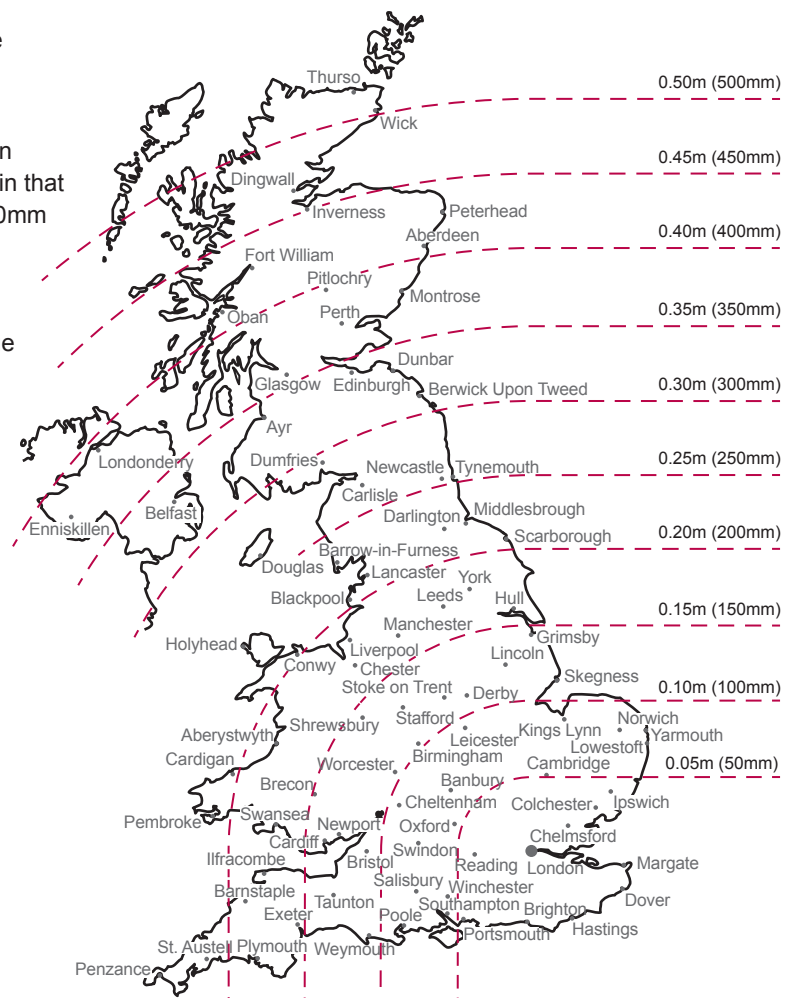 e
Thurso
0.50m (500mm)
Wick
n
0.45m (450mm)
in that
Dingwall
0mm
Inverness
Peterhead
0.40m (400mm)
Aberdeen
Fort William
Pitlochry
Montrose
Oban
Perth
0.35m (350mm)
e
Dunbar
Glasgow
Edinburgh
Berwick Upon Tweed
0.30m (300mm)
Ayr
Londonderry
Dumfries
Newcastle
Tynemouth
0.25m (250mm)
Carlisle
Belfast
Middlesbrough
Enniskillen
Darlington
Scarborough
0.20m (200mm)
Barrow-in-Furness
Douglas
Lancaster
York
Blackpool
Leeds
Hull
0.15m (150mm)
Manchester
Grimsby
Holyhead
Liverpool
Lincoln
Conwy
Chester
Skegness
Stoke on Trent
Derby
0.10m (100mm)
Shrewsbury
Stafford
Kings Lynn
Norwich
Aberystwyth
Leicester
Lowestoft
Yarmouth
Birmingham
Cardigan
Worcester
Cambridge
0.05m (50mm)
Brecon
Banbury
Cheltenham
Colchester
Ipswich
Pembroke
Swansea
Newport
Oxford
Chelmsford
Cardiff
Swindon
Ilfracombe
Bristol
Reading
London
Margate
Barnstaple
Salisbury
Winchester
Taunton
Southampton
Dover
Exeter
Poole
Brighton
Weymouth
Portsmouth
Hastings
St. Austell
Plymouth
Penzance